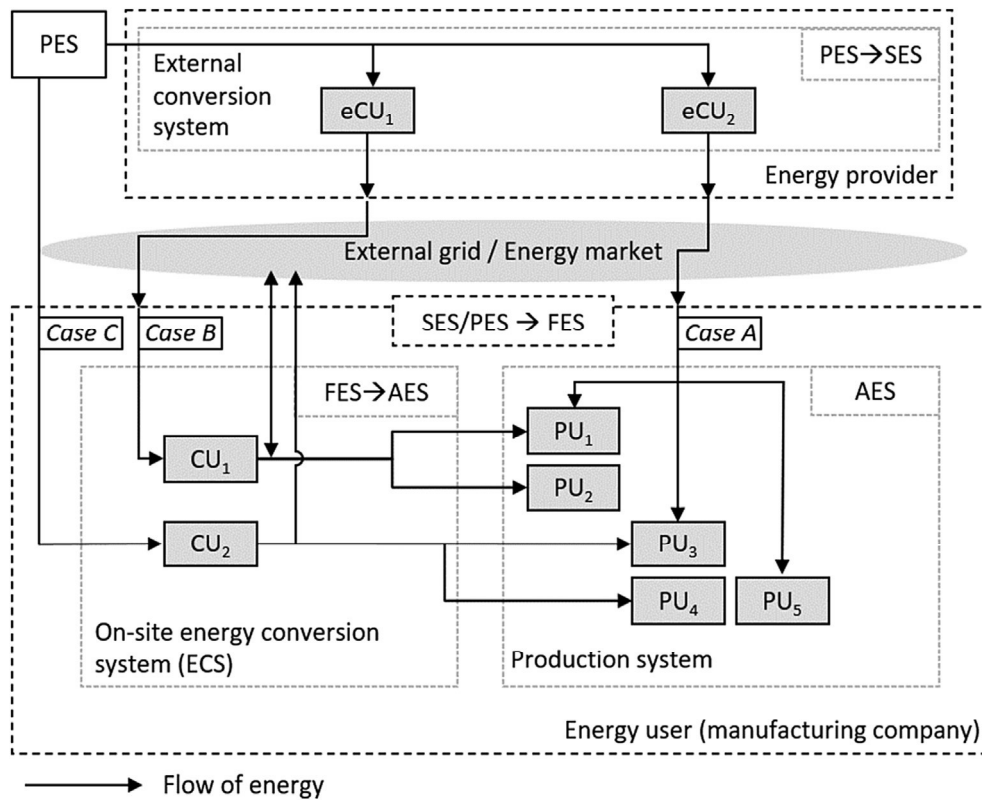 PES
External
conversion
system
PES→SES
eCU₁
eCU₂
Energy provider
External grid / Energy market
SES/PES → FES
Case C
Case B
Case A
FES→AES
AES
PU₁
CU₁
PU₂
CU₂
PU₃
PU₄
PU₅
On-site energy conversion
system (ECS)
Production system
Energy user (manufacturing company)
Flow of energy